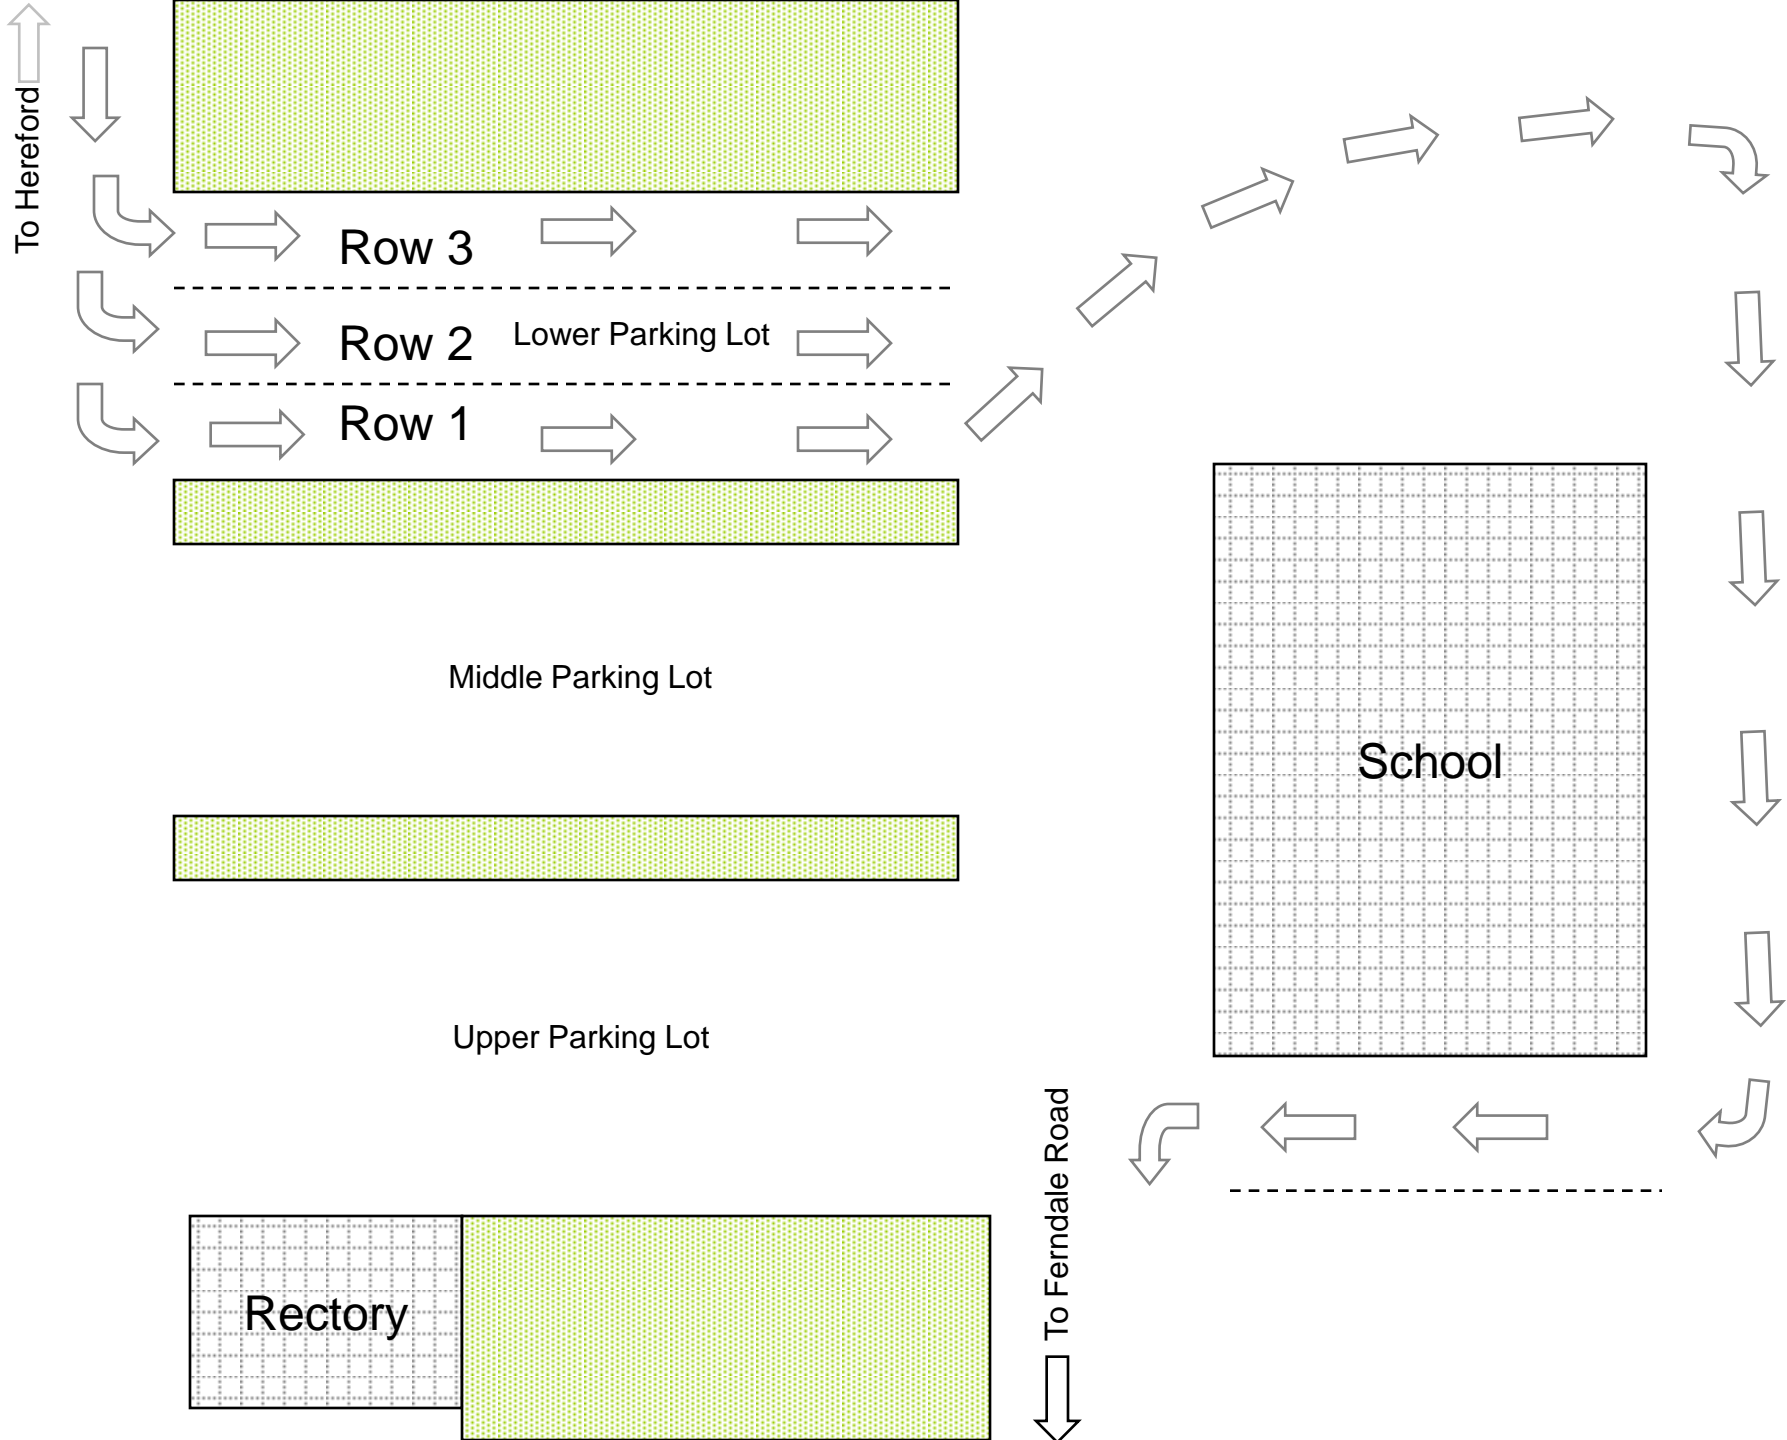 To Hereford
Row 3
Row 2
Lower Parking Lot
Row 1
Middle Parking Lot
School
Upper Parking Lot
To Ferndale Road
Rectory